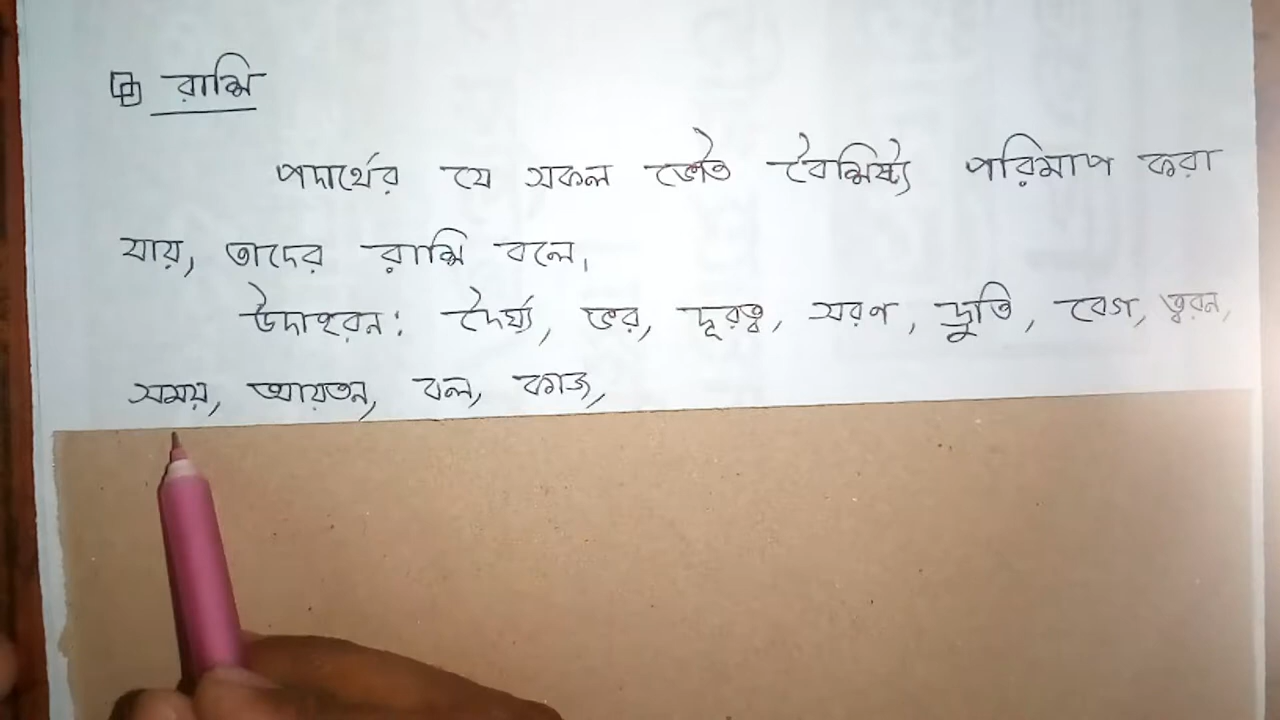 রাশি
পদার্থের যে সকল ভৌত বৈশিষ্ট্য পরিমাপ করা
যায়, তাদের রাশি বলে।
উদাহরন: দৈর্ঘ্য, ভর, দূরত্ব, সরণ, দ্রুতি, বেগ, ত্বরন,
সময়, আয়তন, বল, কাজ,